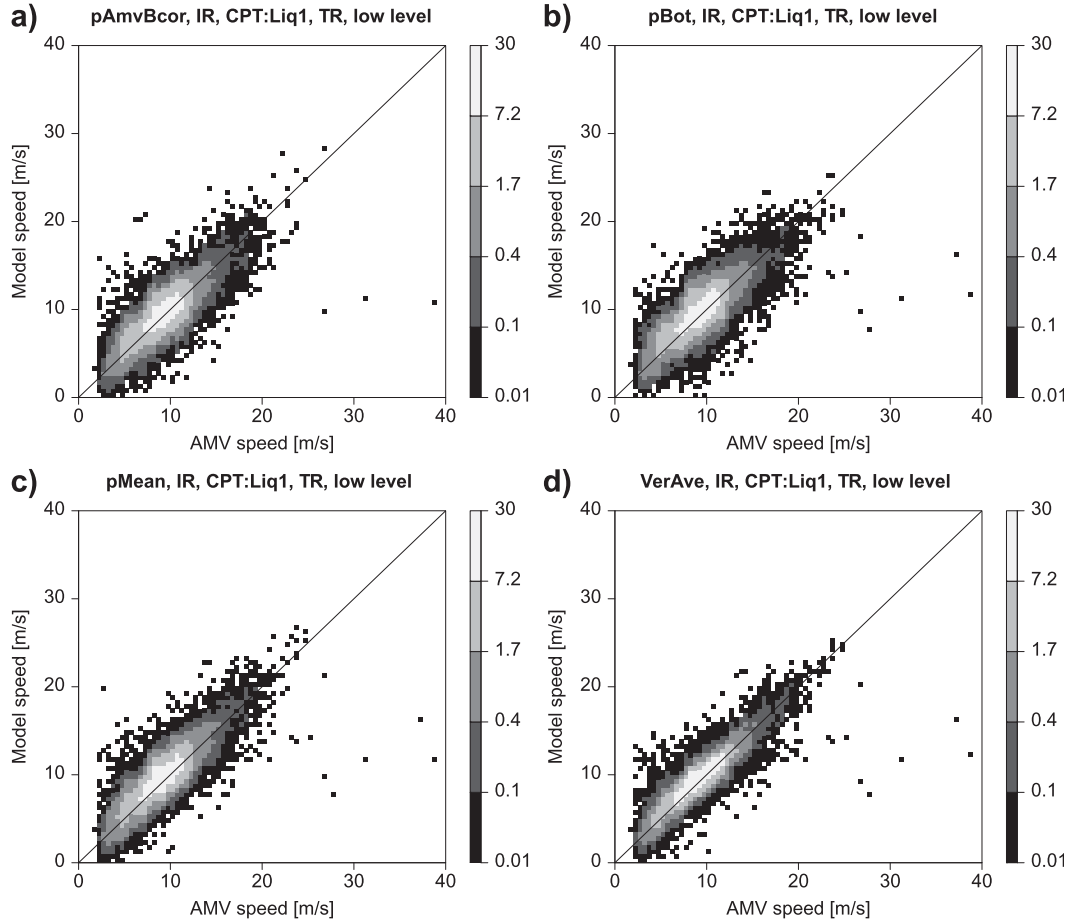 a) pAmvBcor, IR, CPT:Liq1, TR, low level
40
30
20
10
0
0 10 20 30 40
Model speed [m/s]
AMV speed [m/s]
30
7.2
1.7
0.4
0.1
0.01
b) pBot, IR, CPT:Liq1, TR, low level
40
30
20
10
0
0 10 20 30 40
Model speed [m/s]
AMV speed [m/s]
30
7.2
1.7
0.4
0.1
0.01
c) pMean, IR, CPT:Liq1, TR, low level
40
30
20
10
0
0 10 20 30 40
Model speed [m/s]
AMV speed [m/s]
30
7.2
1.7
0.4
0.1
0.01
d) VerAve, IR, CPT:Liq1, TR, low level
40
30
20
10
0
0 10 20 30 40
Model speed [m/s]
AMV speed [m/s]
30
7.2
1.7
0.4
0.1
0.01